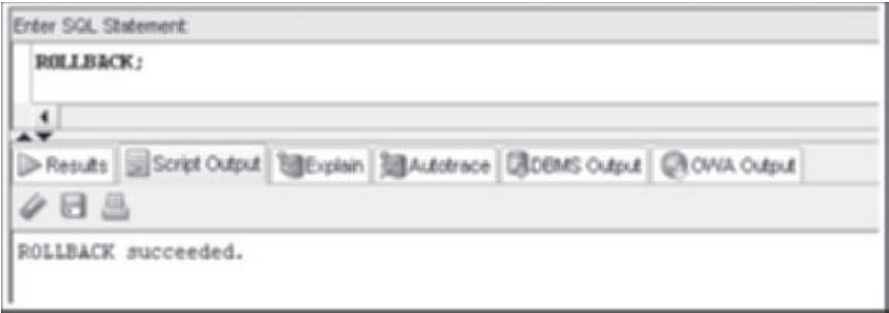 Enter SQL Statement:
ROLLBACK;
Results Script Output Explain Autotrace DBMS Output OWA Output
ROLLBACK succeeded.